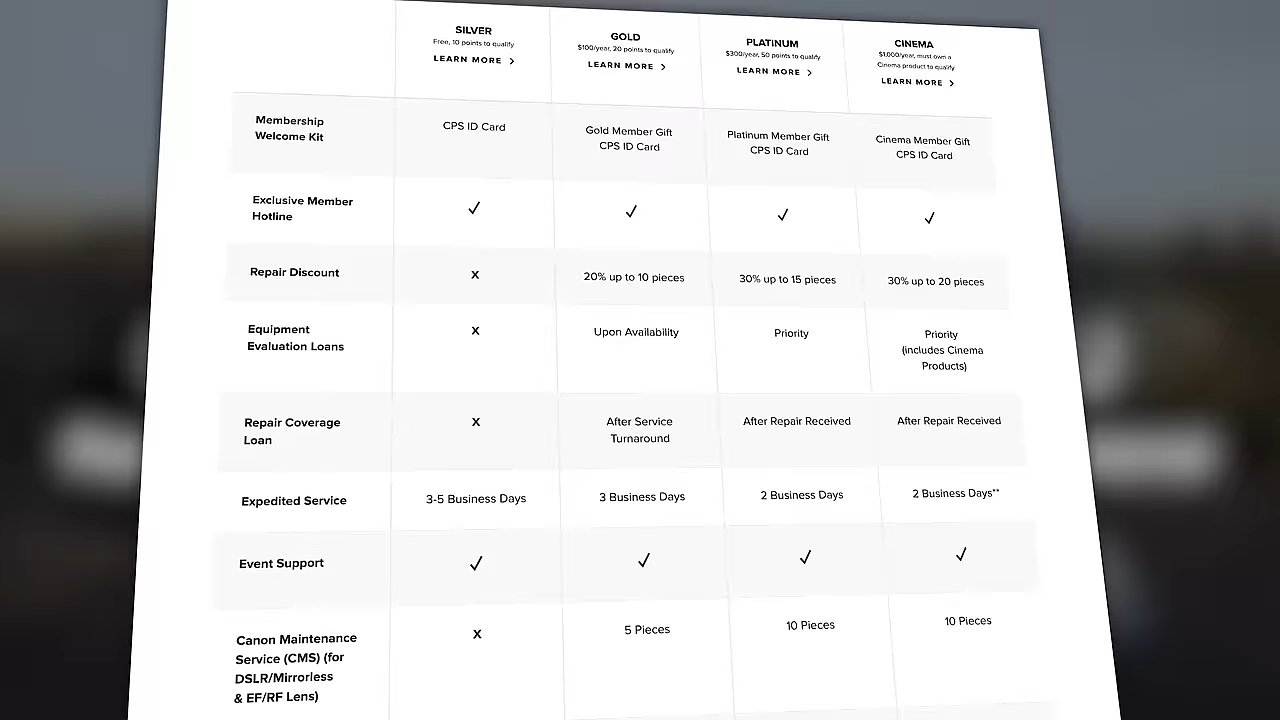 SILVER
Free, 10 points to qualify
LEARN MORE >
GOLD
$100/year, 20 points to qualify
LEARN MORE >
PLATINUM
$300/year, 50 points to qualify
LEARN MORE >
CINEMA
$1,000/year, must own a
Cinema product to qualify
LEARN MORE >
Membership
Welcome Kit
CPS ID Card
Gold Member Gift
CPS ID Card
Platinum Member Gift
CPS ID Card
Cinema Member Gift
CPS ID Card
Exclusive Member
Hotline
✓
✓
✓
✓
Repair Discount
X
20% up to 10 pieces
30% up to 15 pieces
30% up to 20 pieces
Equipment
Evaluation Loans
X
Upon Availability
Priority
Priority
(includes Cinema
Products)
Repair Coverage
Loan
X
After Service
Turnaround
After Repair Received
After Repair Received
Expedited Service
3-5 Business Days
3 Business Days
2 Business Days
2 Business Days**
Event Support
✓
✓
✓
✓
Canon Maintenance
Service (CMS) (for
DSLR/Mirrorless
& EF/RF Lens)
X
5 Pieces
10 Pieces
10 Pieces